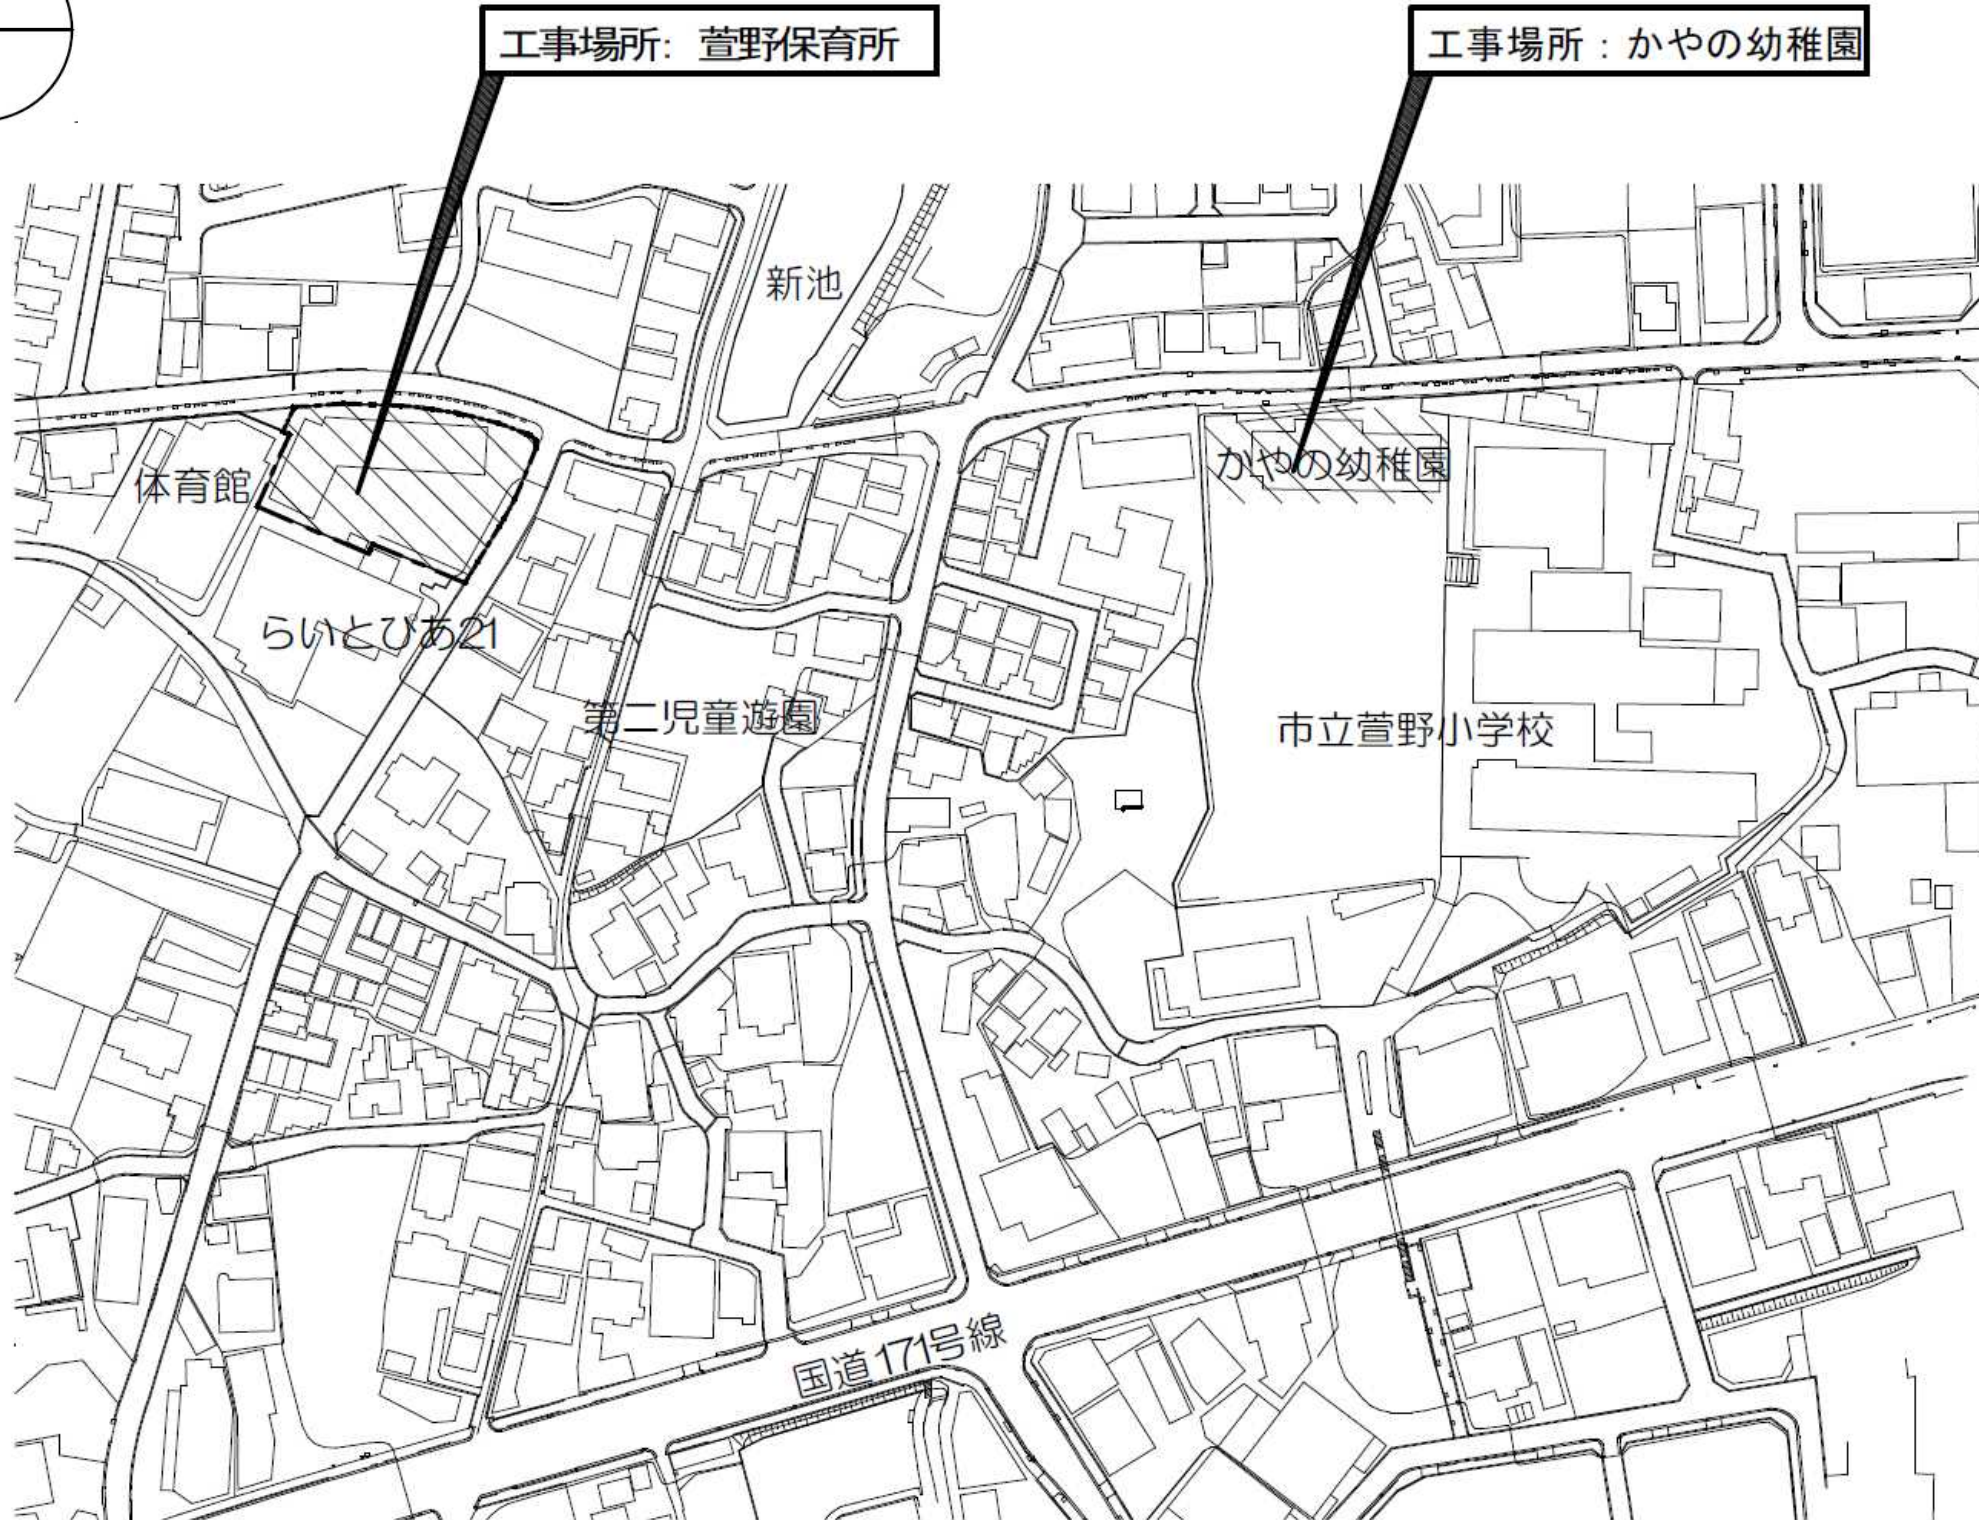 工事場所: 萱野保育所
工事場所：かやの幼稚園
新池
かやの幼稚園
体育館
らいとぴあ21
第二児童遊園
市立萱野小学校
国道171号線